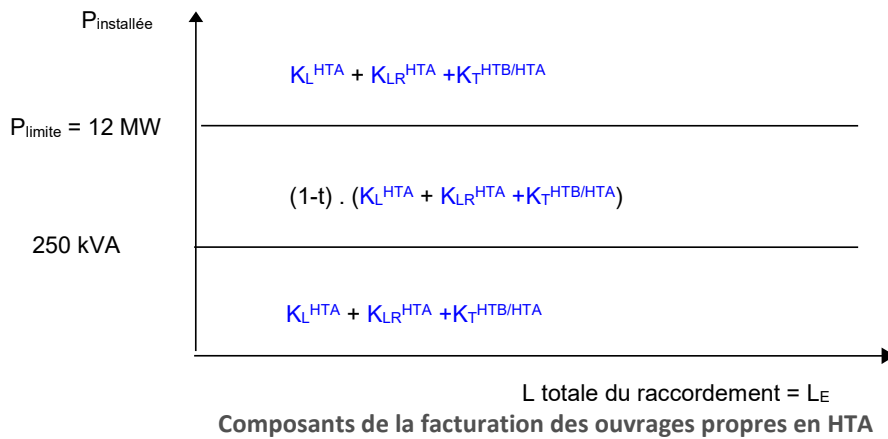 Pinstallée
KLHTA + KLRHTA +KTHTB/HTA
Plimite = 12 MW
(1-t) . (KLHTA + KLRHTA +KTHTB/HTA)
250 kVA
KLHTA + KLRHTA +KTHTB/HTA
L totale du raccordement = LE
Composants de la facturation des ouvrages propres en HTA